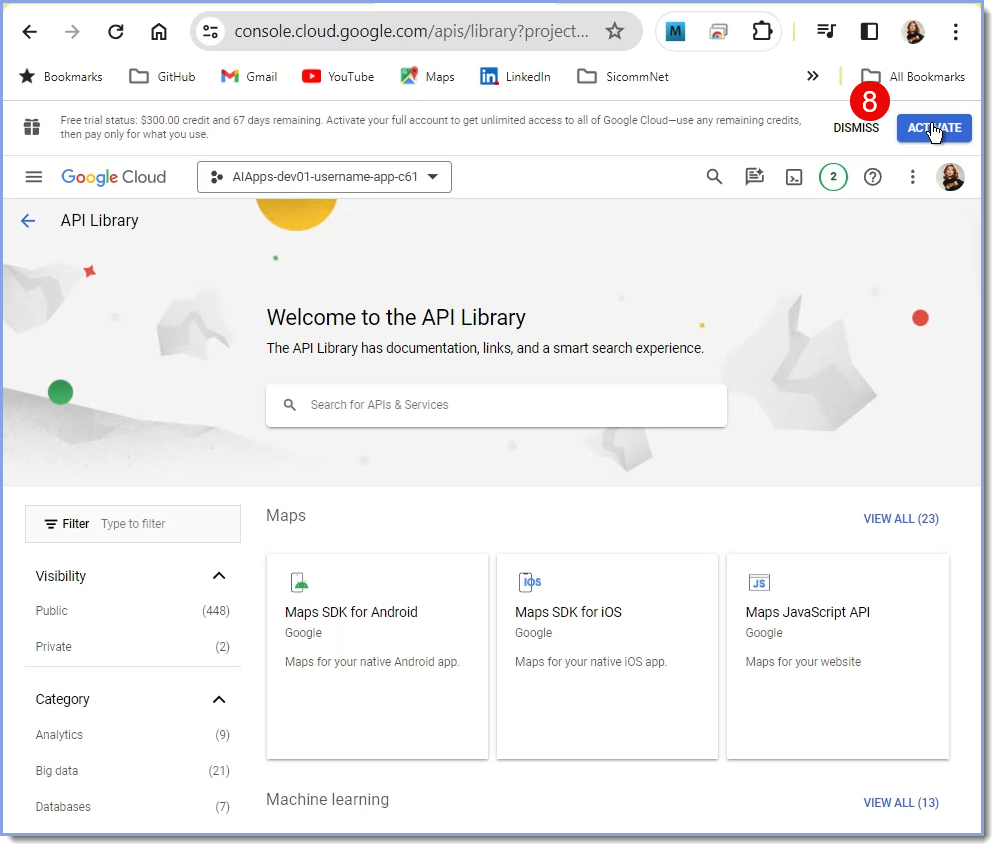 console.cloud.google.com/apis/library?project...
M
Bookmarks GitHub Gmail YouTube Maps LinkedIn SicommNet » All Bookmarks
8
Free trial status: $300.00 credit and 67 days remaining. Activate your full account to get unlimited access to all of Google Cloud—use any remaining credits,
then pay only for what you use.
DISMISS ACTIVATE
Google Cloud AIApps-dev01-username-app-c61 2
API Library
Welcome to the API Library
The API Library has documentation, links, and a smart search experience.
Search for APIs & Services
Filter Type to filter
Visibility
Public (448)
Private (2)
Category
Analytics (9)
Big data (21)
Databases (7)
Maps VIEW ALL (23)
Maps SDK for Android
Google
Maps for your native Android app.
iOS
Maps SDK for iOS
Google
Maps for your native iOS app.
JS
Maps JavaScript API
Google
Maps for your website
Machine learning VIEW ALL (13)